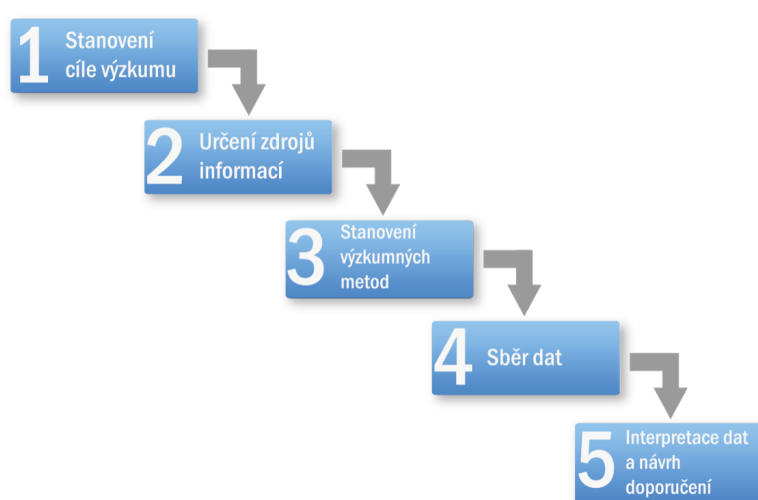 1
Stanovení
cíle výzkumu
2
Určení zdrojů
informací
3
Stanovení
výzkumných
metod
4
Sběr dat
5
Interpretace dat
a návrh
doporučení